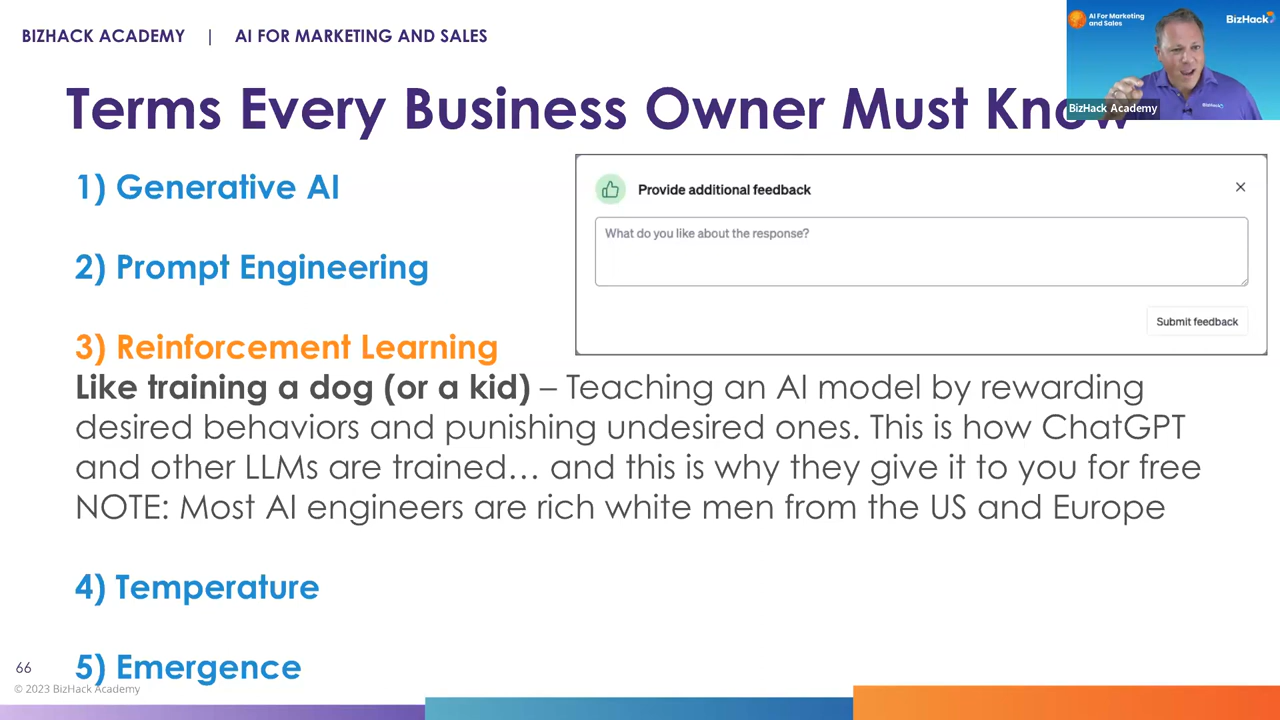 BIZHACK ACADEMY | AI FOR MARKETING AND SALES
AI For Marketing
and Sales
BizHack
BizHack
BizHack Academy
Terms Every Business Owner Must Know
1) Generative AI
Provide additional feedback
What do you like about the response?
Submit feedback
2) Prompt Engineering
3) Reinforcement Learning
Like training a dog (or a kid) – Teaching an AI model by rewarding
desired behaviors and punishing undesired ones. This is how ChatGPT
and other LLMs are trained… and this is why they give it to you for free
NOTE: Most AI engineers are rich white men from the US and Europe
4) Temperature
5) Emergence
66
© 2023 BizHack Academy